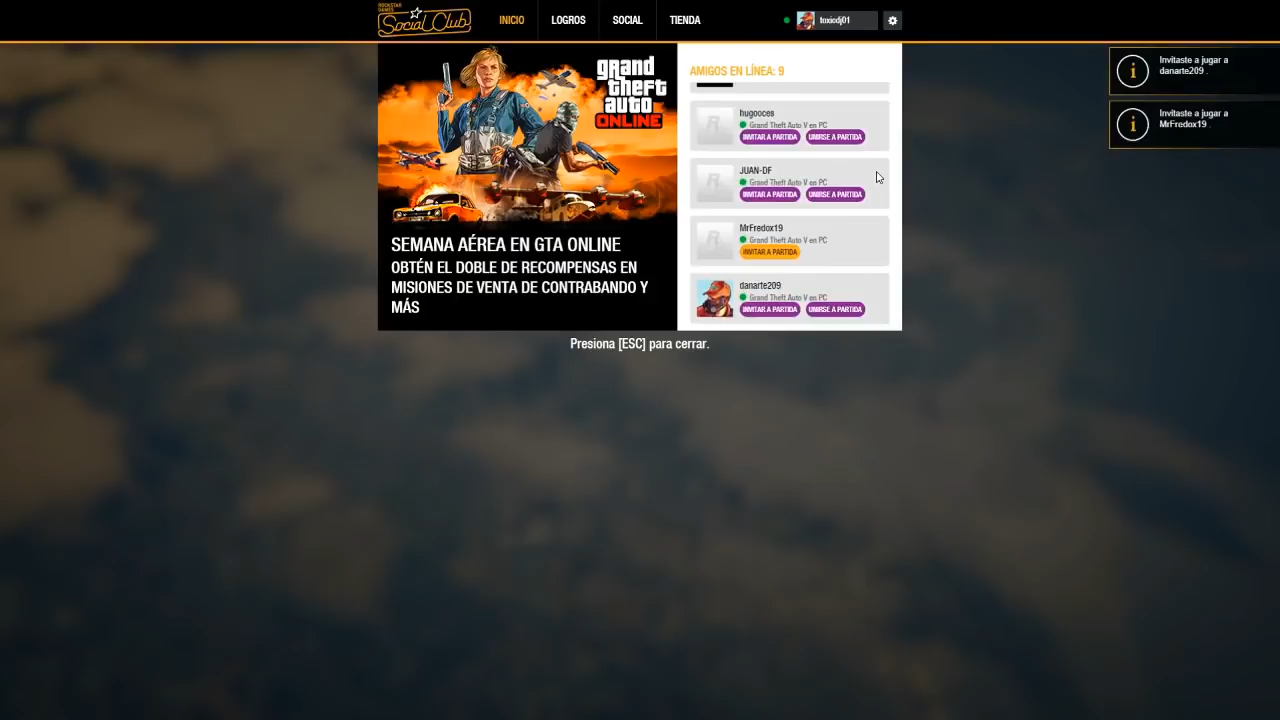 ROCKSTAR
GAMES
Social Club
INICIO
LOGROS
SOCIAL
TIENDA
toxicdj01
grand
theft
auto
ONLINE
SEMANA AÉREA EN GTA ONLINE
OBTÉN EL DOBLE DE RECOMPENSAS EN
MISIONES DE VENTA DE CONTRABANDO Y
MÁS
AMIGOS EN LÍNEA: 9
hugooces
Grand Theft Auto V en PC
INVITAR A PARTIDA UNIRSE A PARTIDA
JUAN-DF
Grand Theft Auto V en PC
INVITAR A PARTIDA UNIRSE A PARTIDA
MrFredox19
Grand Theft Auto V en PC
INVITAR A PARTIDA
danarte209
Grand Theft Auto V en PC
INVITAR A PARTIDA UNIRSE A PARTIDA
Presiona [ESC] para cerrar.
Invitaste a jugar a
danarte209 .
Invitaste a jugar a
MrFredox19 .